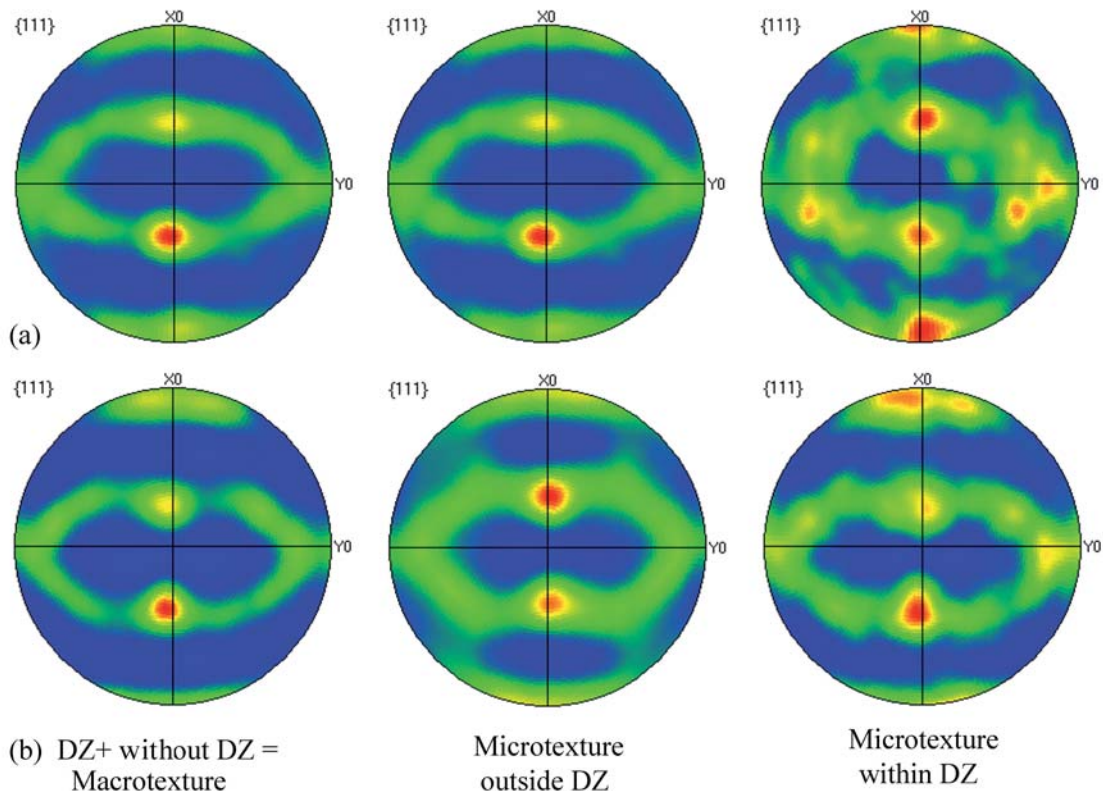 {111} X0 {111} X0 {111} X0
Y0 Y0 Y0
(a)
{111} X0 {111} X0 {111} X0
Y0 Y0 Y0
(b) DZ+ without DZ = Microtexture Microtexture
Macrotexture outside DZ within DZ